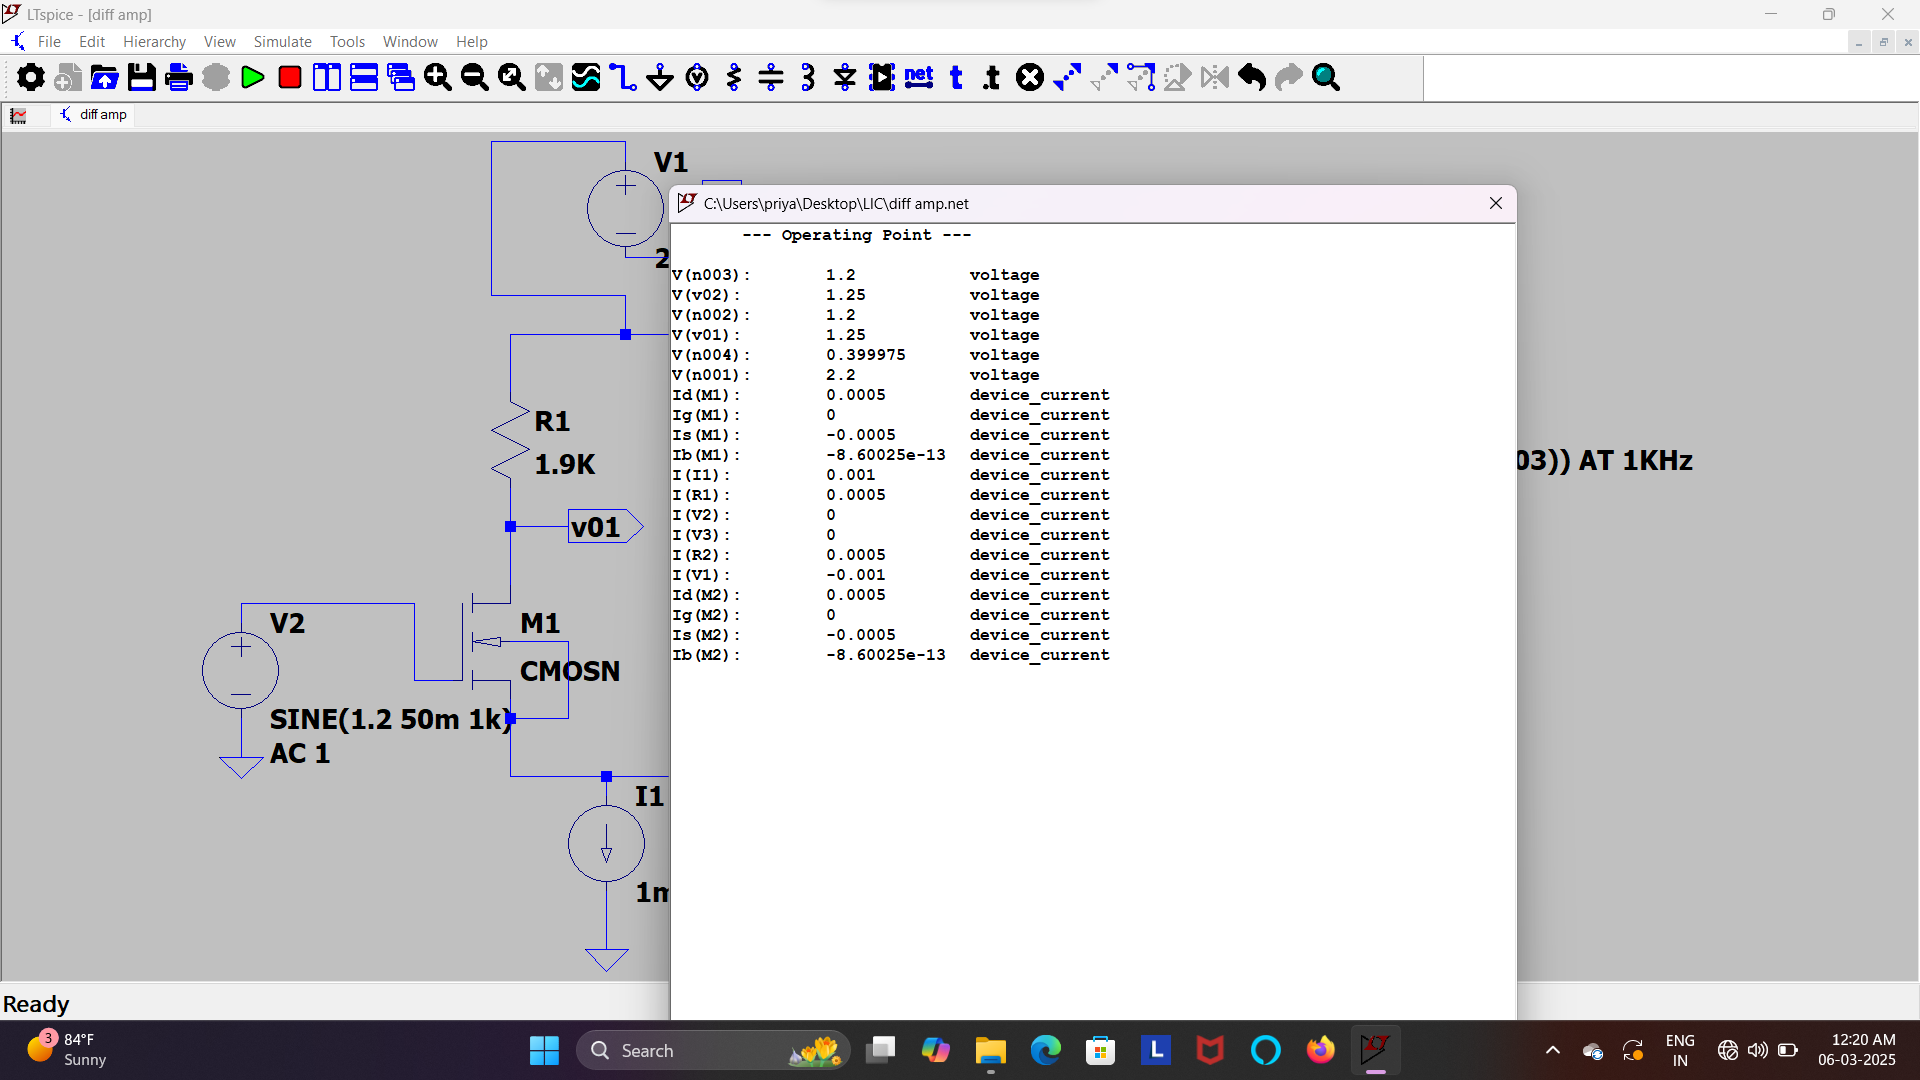 LTspice - [diff amp]
File Edit Hierarchy View Simulate Tools Window Help
net t .t
diff amp
V1
2
R1
1.9K
v01
V2
M1
CMOSN
SINE(1.2 50m 1k)
AC 1
I1
1m
03)) AT 1KHz
C:\Users\priya\Desktop\LIC\diff amp.net
--- Operating Point ---
V(n003): 1.2 voltage
V(v02): 1.25 voltage
V(n002): 1.2 voltage
V(v01): 1.25 voltage
V(n004): 0.399975 voltage
V(n001): 2.2 voltage
Id(M1): 0.0005 device_current
Ig(M1): 0 device_current
Is(M1): -0.0005 device_current
Ib(M1): -8.60025e-13 device_current
I(I1): 0.001 device_current
I(R1): 0.0005 device_current
I(V2): 0 device_current
I(V3): 0 device_current
I(R2): 0.0005 device_current
I(V1): -0.001 device_current
Id(M2): 0.0005 device_current
Ig(M2): 0 device_current
Is(M2): -0.0005 device_current
Ib(M2): -8.60025e-13 device_current
Ready
3
84°F
Sunny
Search
L
ENG
IN
12:20 AM
06-03-2025